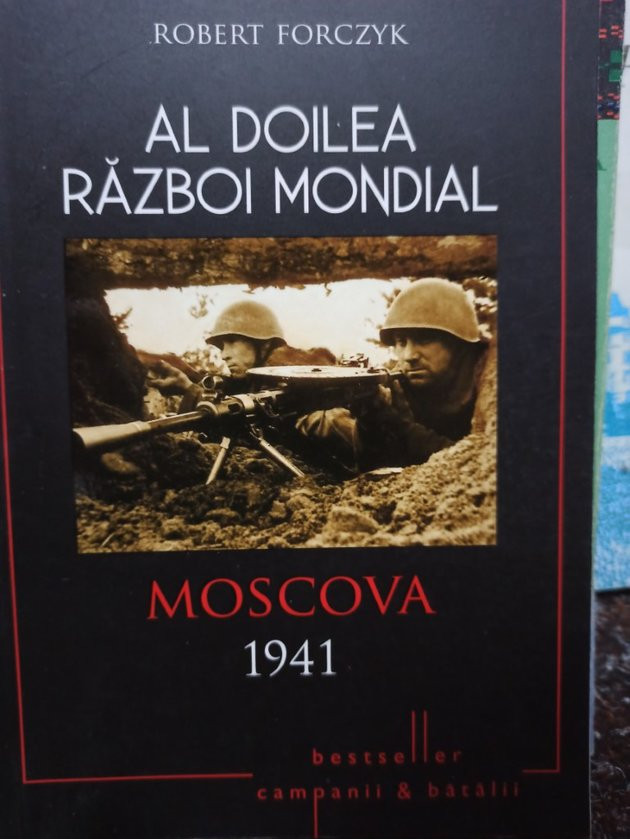 ROBERT FORCZYK
AL DOILEA
RĂZBOI MONDIAL
MOSCOVA
1941
bestseller
campanii & bătălii